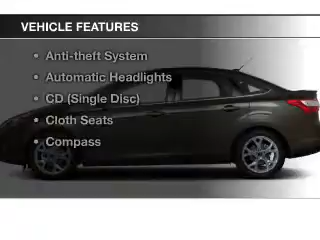 VEHICLE FEATURES
• Anti-theft System
• Automatic Headlights
• CD (Single Disc)
• Cloth Seats
• Compass